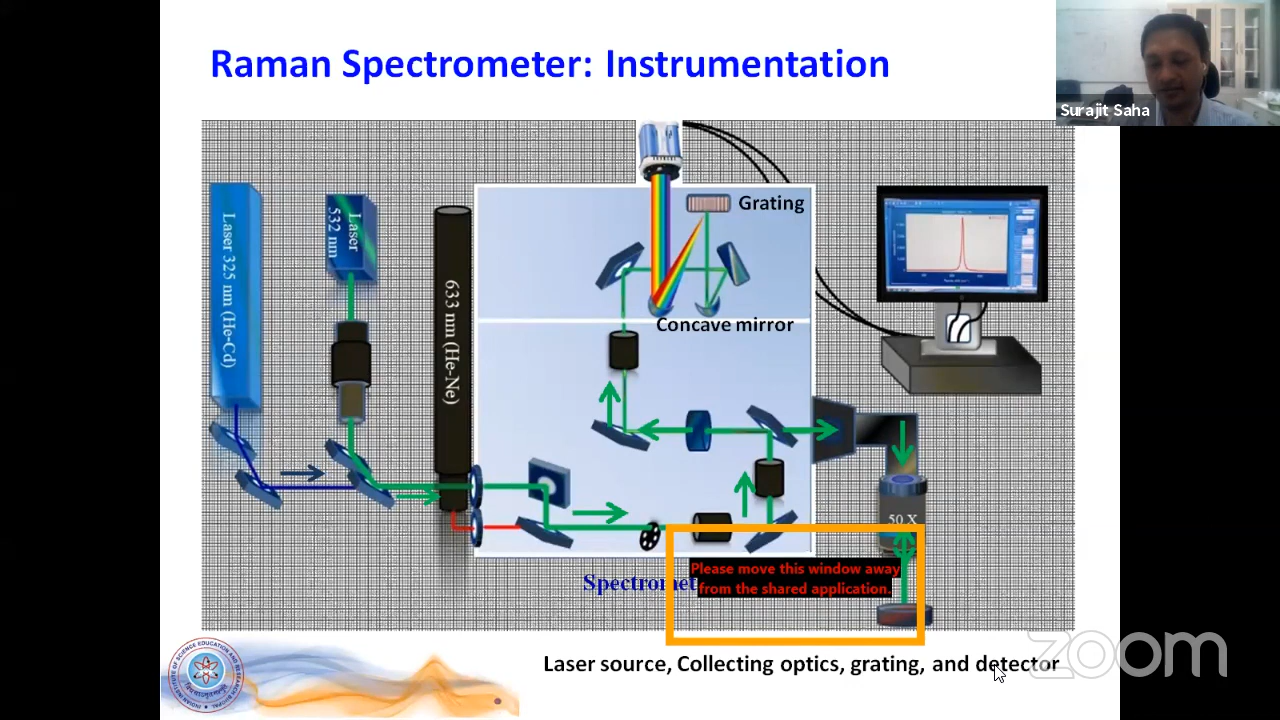 Raman Spectrometer: Instrumentation
Surajit Saha
Grating
Laser 325 nm (He-Cd)
Laser
532 nm
633 nm (He-Ne)
Concave mirror
50 X
Please move this window away
from the shared application.
Spectromet
Laser source, Collecting optics, grating, and detector
zoom